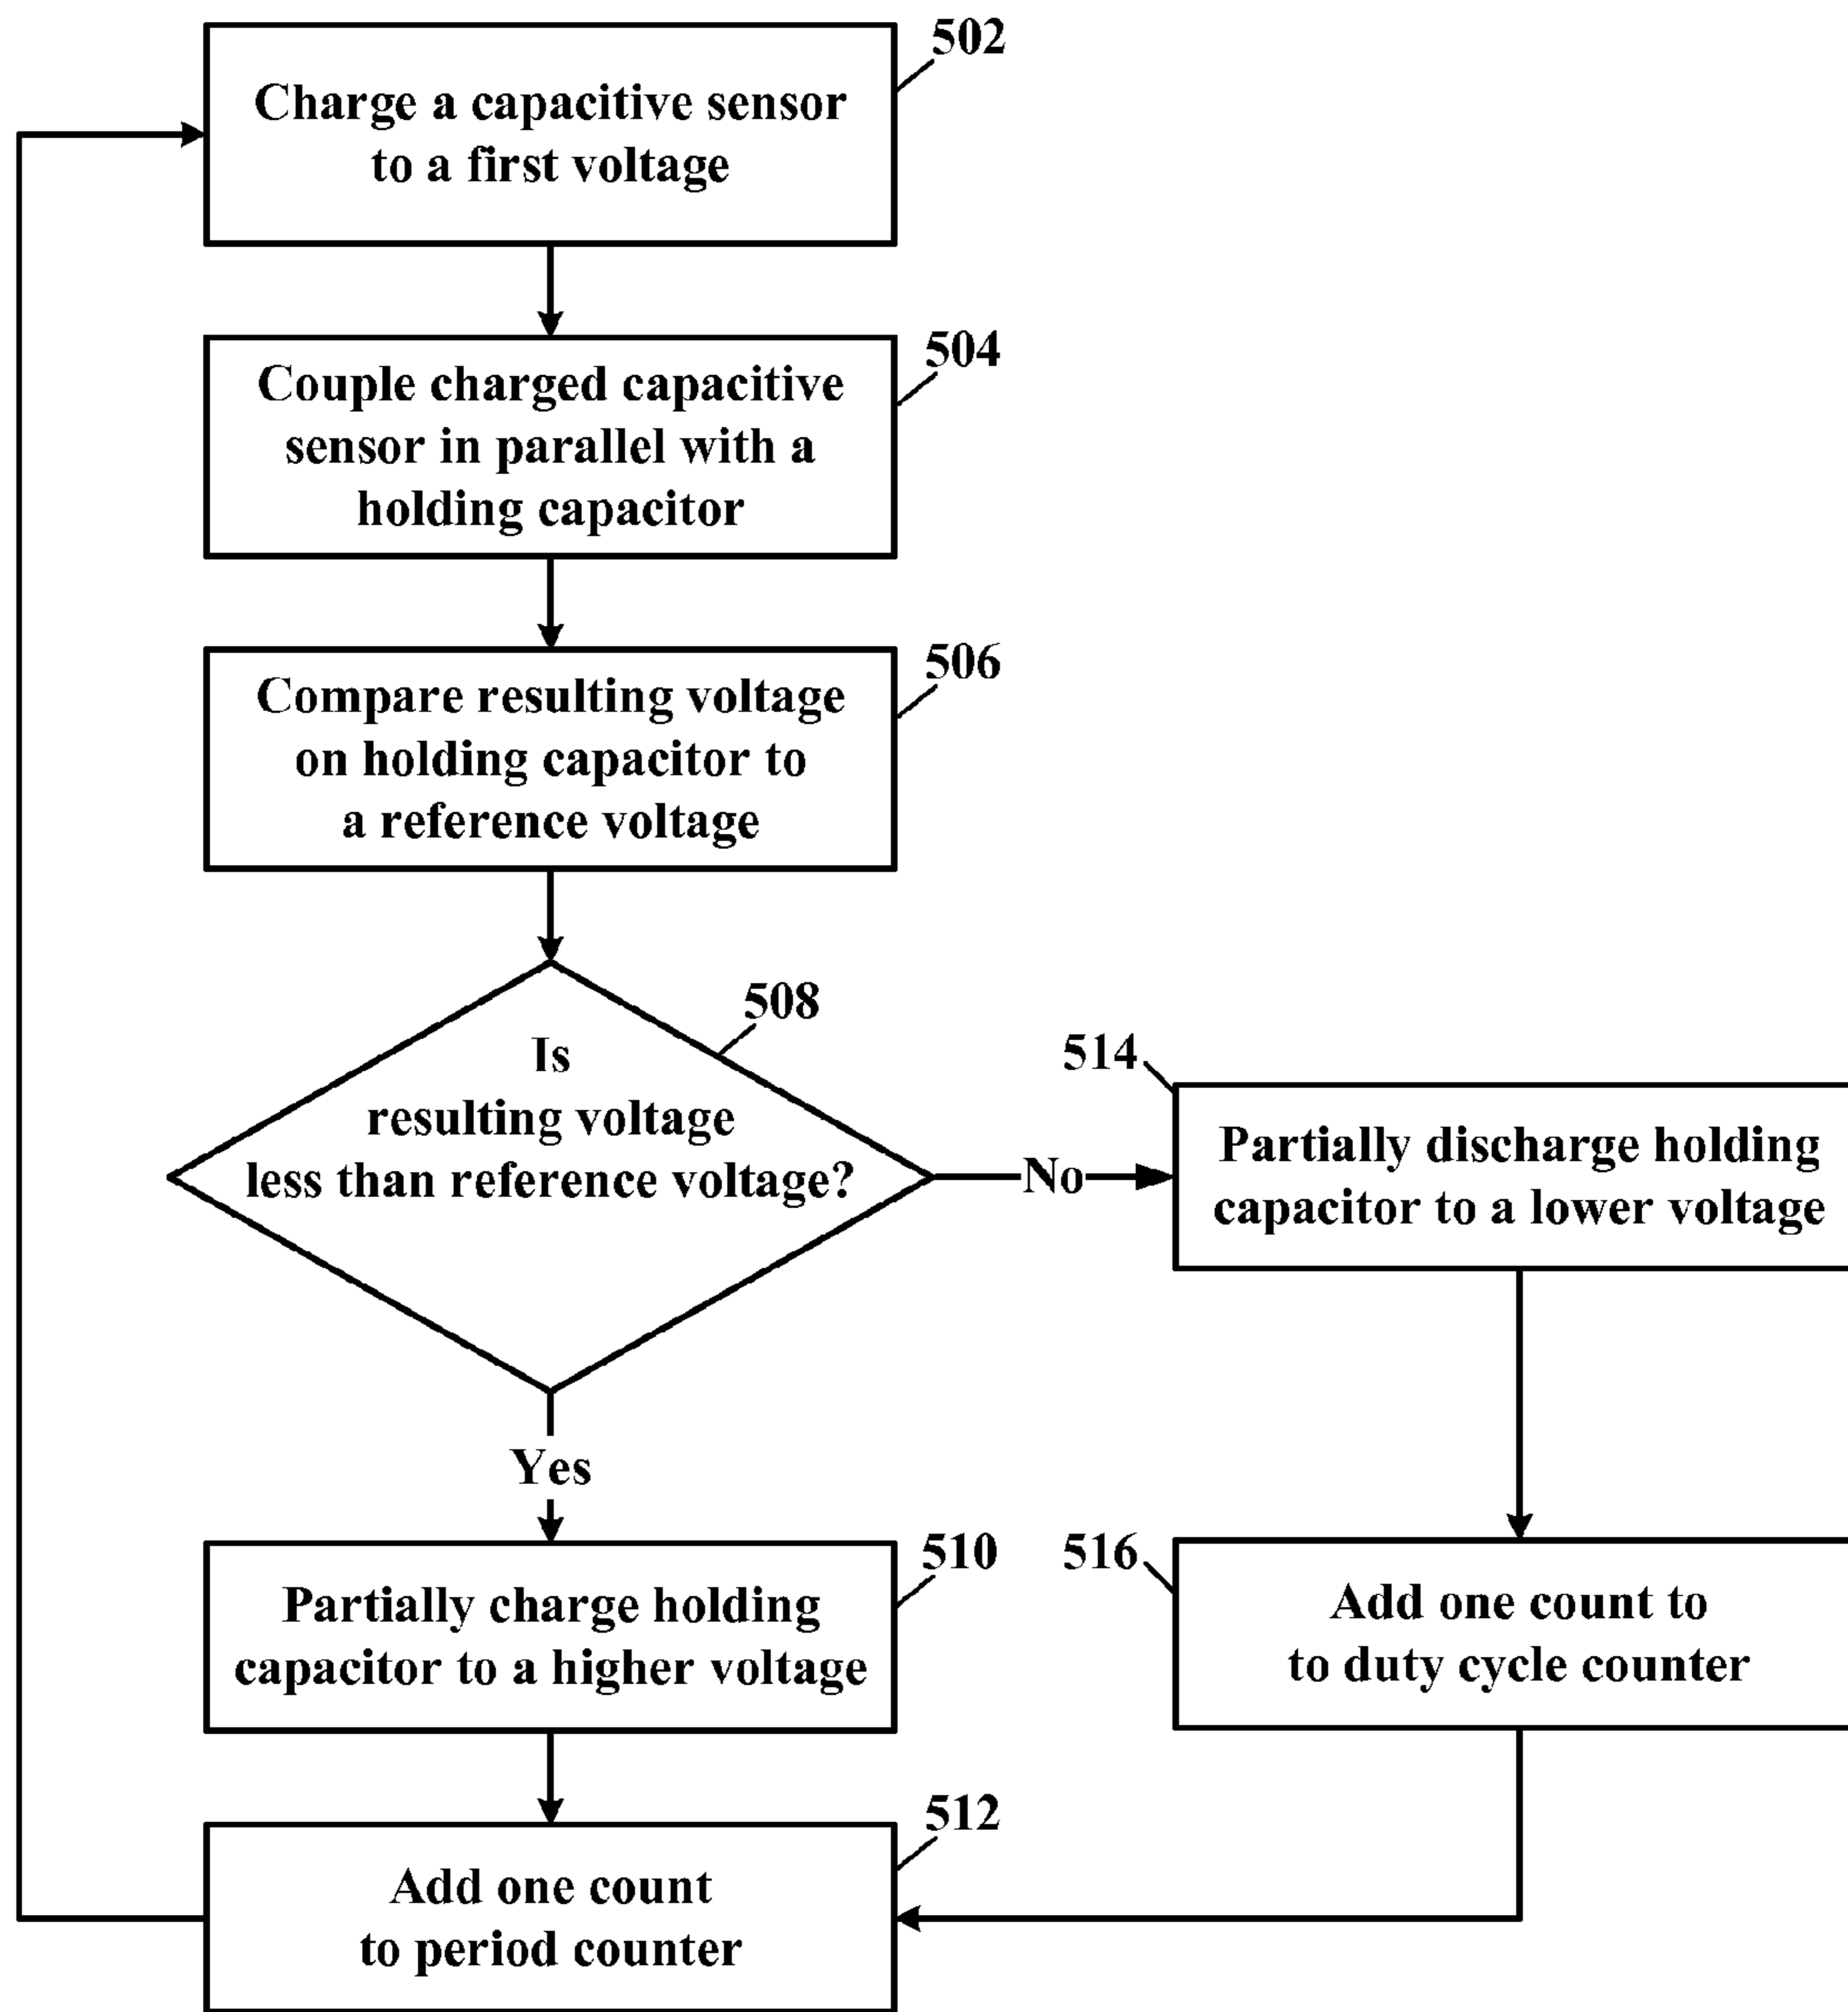 502
Charge a capacitive sensor
to a first voltage
504
Couple charged capacitive
sensor in parallel with a
holding capacitor
506
Compare resulting voltage
on holding capacitor to
a reference voltage
508
Is
resulting voltage
less than reference voltage?
No
514
Partially discharge holding
capacitor to a lower voltage
Yes
510
Partially charge holding
capacitor to a higher voltage
516
Add one count to
to duty cycle counter
512
Add one count
to period counter